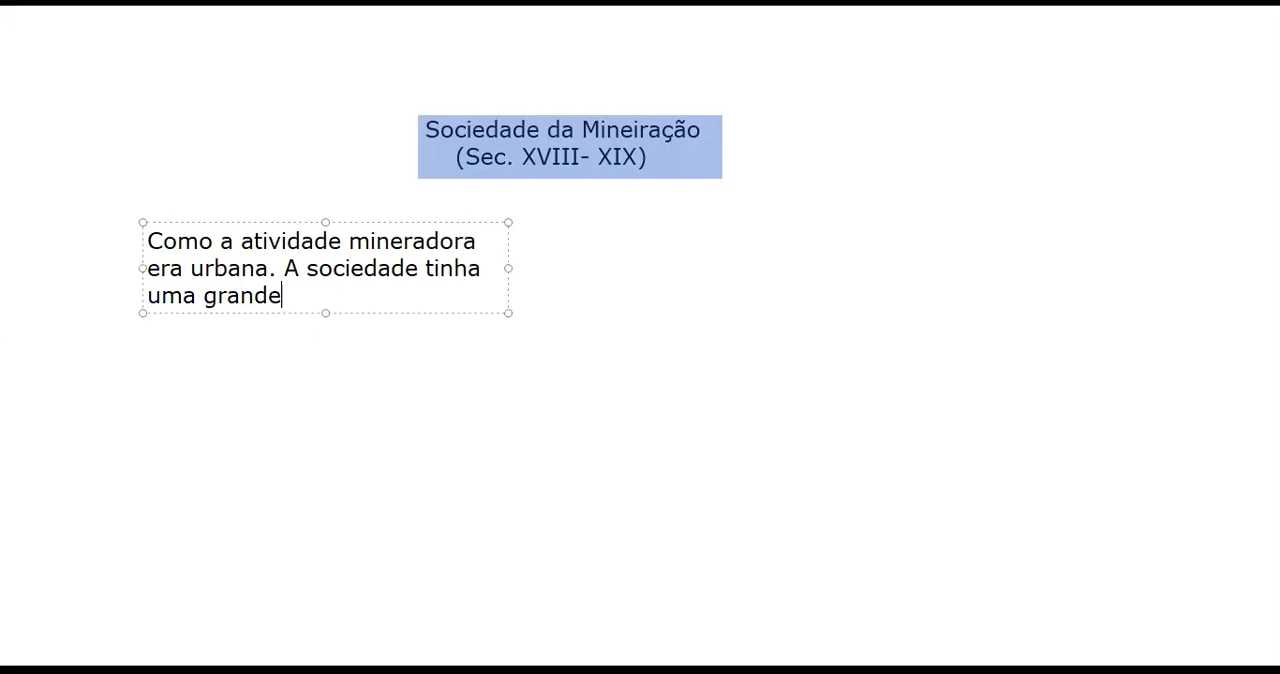 Sociedade da Mineiração
(Sec. XVIII- XIX)
Como a atividade mineradora
era urbana. A sociedade tinha
uma grande